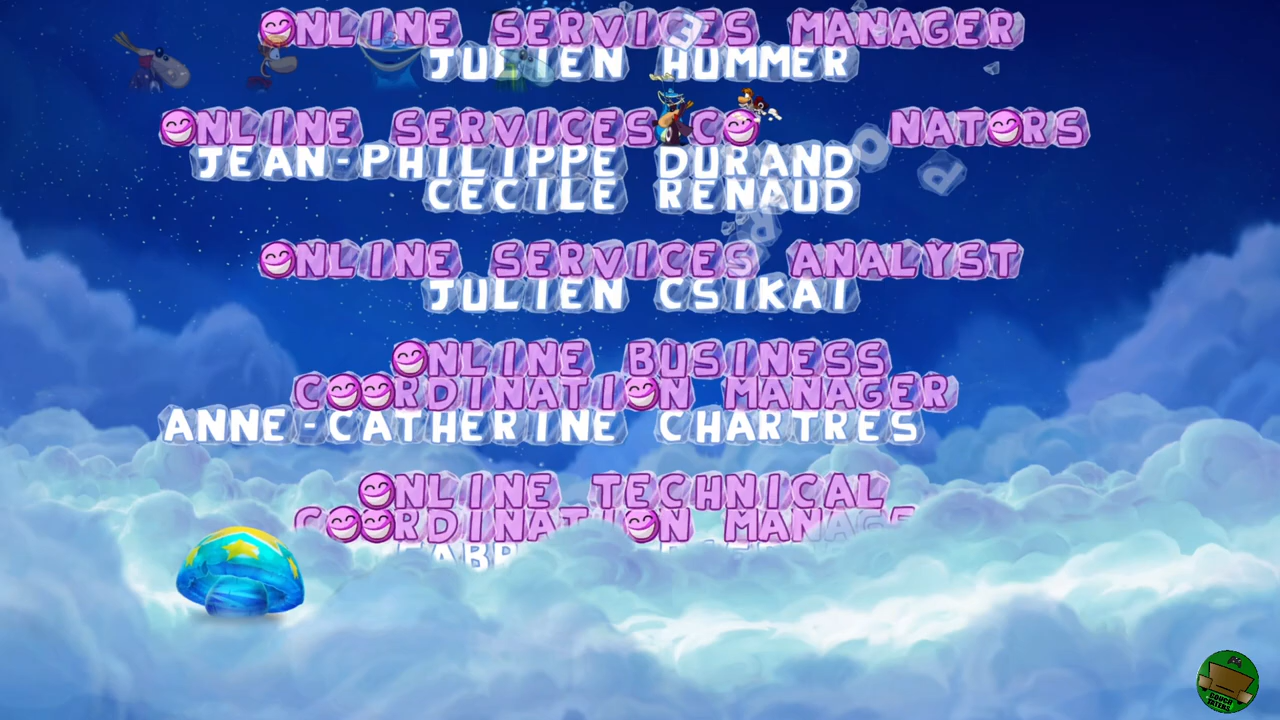 ONLINE SERVICES MANAGER
JULIEN HUMMER
ONLINE SERVICES CO NATORS
JEAN-PHILIPPE DURAND
CECILE RENAUD
ONLINE SERVICES ANALYST
JULIEN CSIKAI
ONLINE BUSINESS
COORDINATION MANAGER
ANNE-CATHERINE CHARTRES
ONLINE TECHNICAL
COORDINATION MANAGE